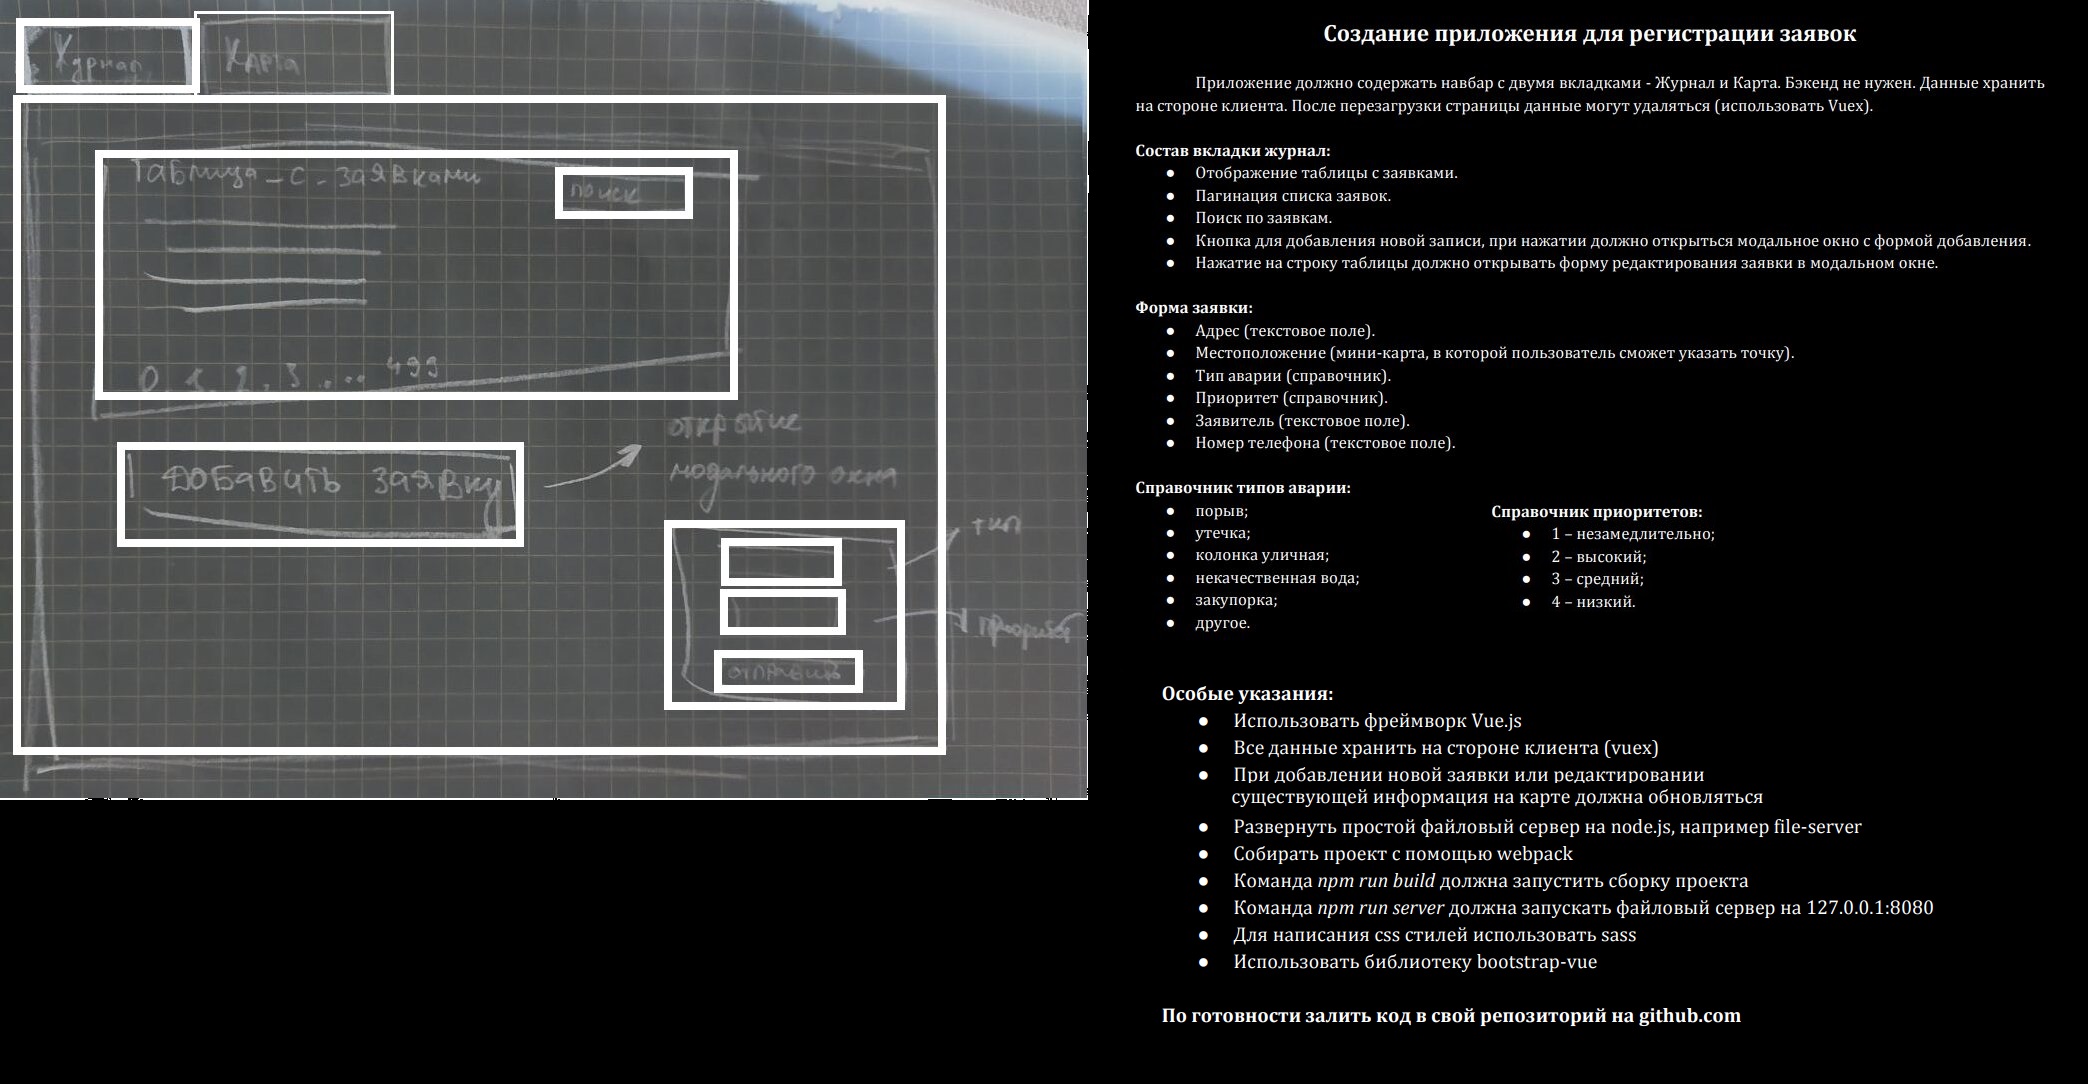 Журнал
Карта
Таблица-с-заявками
поиск
0, 1, 2, 3 .... 499
добавить заявку
открытие
модального окна
тип
приоритет
отправить
Создание приложения для регистрации заявок
Приложение должно содержать навбар с двумя вкладками - Журнал и Карта. Бэкенд не нужен. Данные хранить
на стороне клиента. После перезагрузки страницы данные могут удаляться (использовать Vuex).
Состав вкладки журнал:
● Отображение таблицы с заявками.
● Пагинация списка заявок.
● Поиск по заявкам.
● Кнопка для добавления новой записи, при нажатии должно открыться модальное окно с формой добавления.
● Нажатие на строку таблицы должно открывать форму редактирования заявки в модальном окне.
Форма заявки:
● Адрес (текстовое поле).
● Местоположение (мини-карта, в которой пользователь сможет указать точку).
● Тип аварии (справочник).
● Приоритет (справочник).
● Заявитель (текстовое поле).
● Номер телефона (текстовое поле).
Справочник типов аварии:
● порыв;
● утечка;
● колонка уличная;
● некачественная вода;
● закупорка;
● другое.
Справочник приоритетов:
● 1 – незамедлительно;
● 2 – высокий;
● 3 – средний;
● 4 – низкий.
Особые указания:
● Использовать фреймворк Vue.js
● Все данные хранить на стороне клиента (vuex)
● При добавлении новой заявки или редактировании
существующей информация на карте должна обновляться
● Развернуть простой файловый сервер на node.js, например file-server
● Собирать проект с помощью webpack
● Команда npm run build должна запустить сборку проекта
● Команда npm run server должна запускать файловый сервер на 127.0.0.1:8080
● Для написания css стилей использовать sass
● Использовать библиотеку bootstrap-vue
По готовности залить код в свой репозиторий на github.com